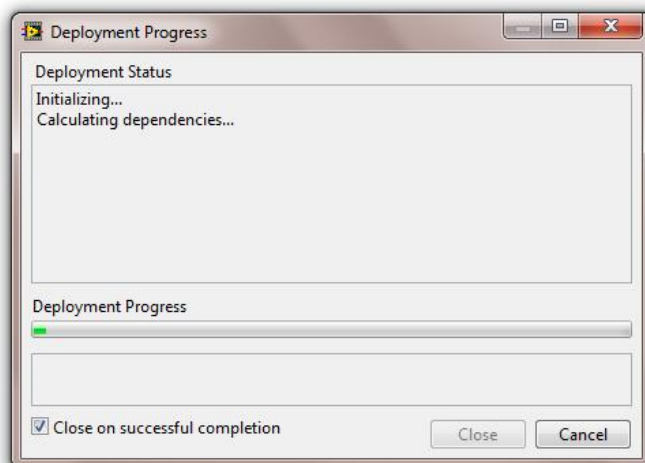 Deployment Progress
Deployment Status
Initializing...
Calculating dependencies...
Deployment Progress
Close on successful completion
Close
Cancel